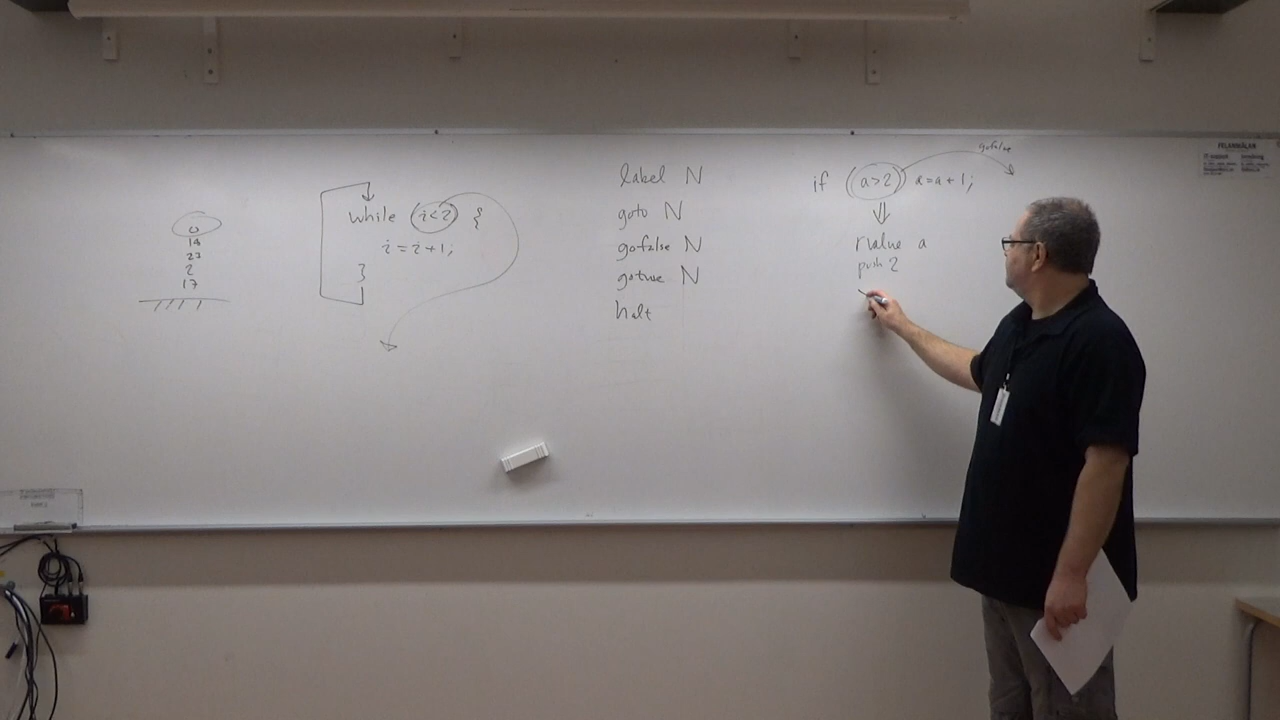 0
14
23
2
17
while (i<2) {
i = i+1;
}
label N
goto N
gofalse N
gotrue N
halt
gofalse
if (a>2) a=a+1;
⇓
rvalue a
push 2
FELANMÄLAN